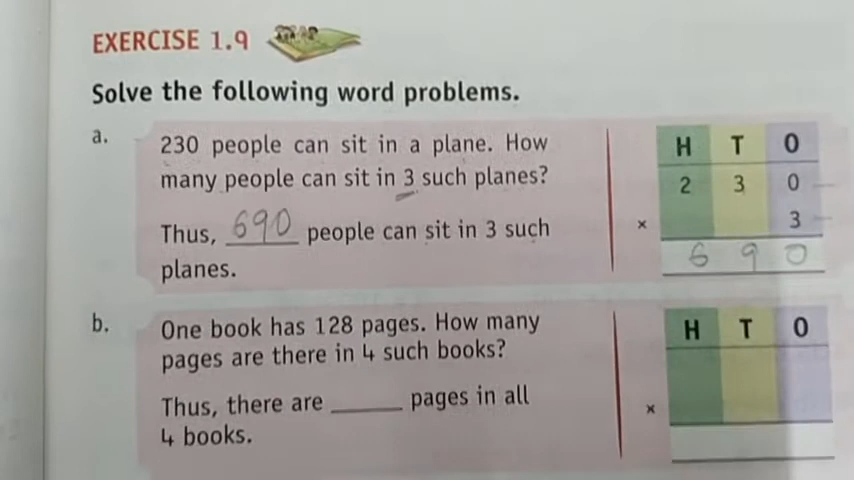 EXERCISE 1.9
Solve the following word problems.
a.
230 people can sit in a plane. How
many people can sit in 3 such planes?
Thus, 690 people can sit in 3 such
planes.
H T O
2 3 0
× 3
6 9 0
b.
One book has 128 pages. How many
pages are there in 4 such books?
Thus, there are ______ pages in all
4 books.
H T O
×